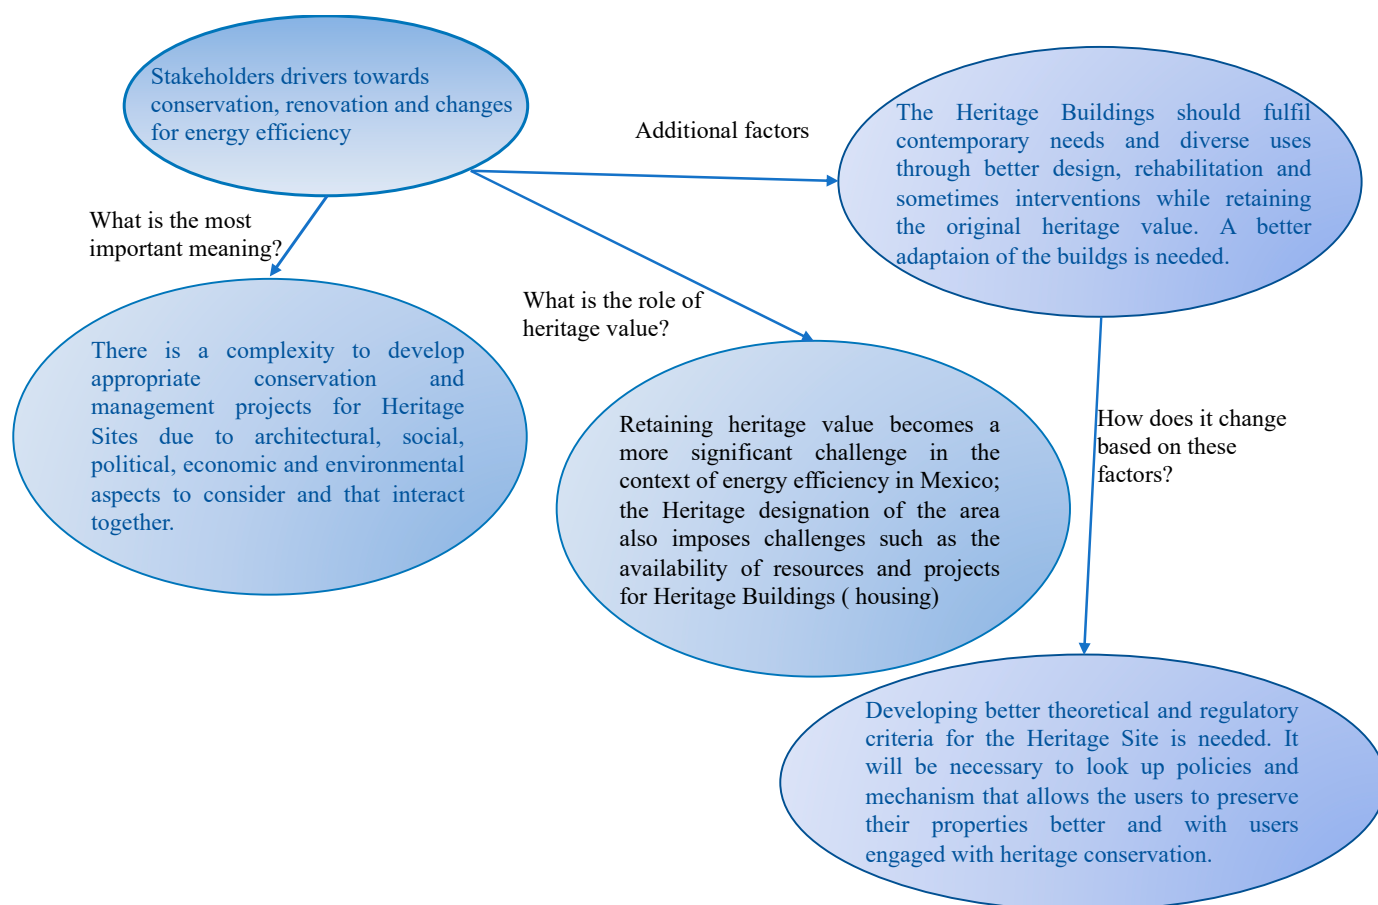 Stakeholders drivers towards
conservation, renovation and changes
for energy efficiency
Additional factors
The Heritage Buildings should fulfil
contemporary needs and diverse uses
through better design, rehabilitation and
sometimes interventions while retaining
the original heritage value. A better
adaptaion of the buildgs is needed.
What is the most
important meaning?
What is the role of
heritage value?
There is a complexity to develop
appropriate conservation and
management projects for Heritage
Sites due to architectural, social,
political, economic and environmental
aspects to consider and that interact
together.
Retaining heritage value becomes a
more significant challenge in the
context of energy efficiency in Mexico;
the Heritage designation of the area
also imposes challenges such as the
availability of resources and projects
for Heritage Buildings ( housing)
How does it change
based on these
factors?
Developing better theoretical and regulatory
criteria for the Heritage Site is needed. It
will be necessary to look up policies and
mechanism that allows the users to preserve
their properties better and with users
engaged with heritage conservation.